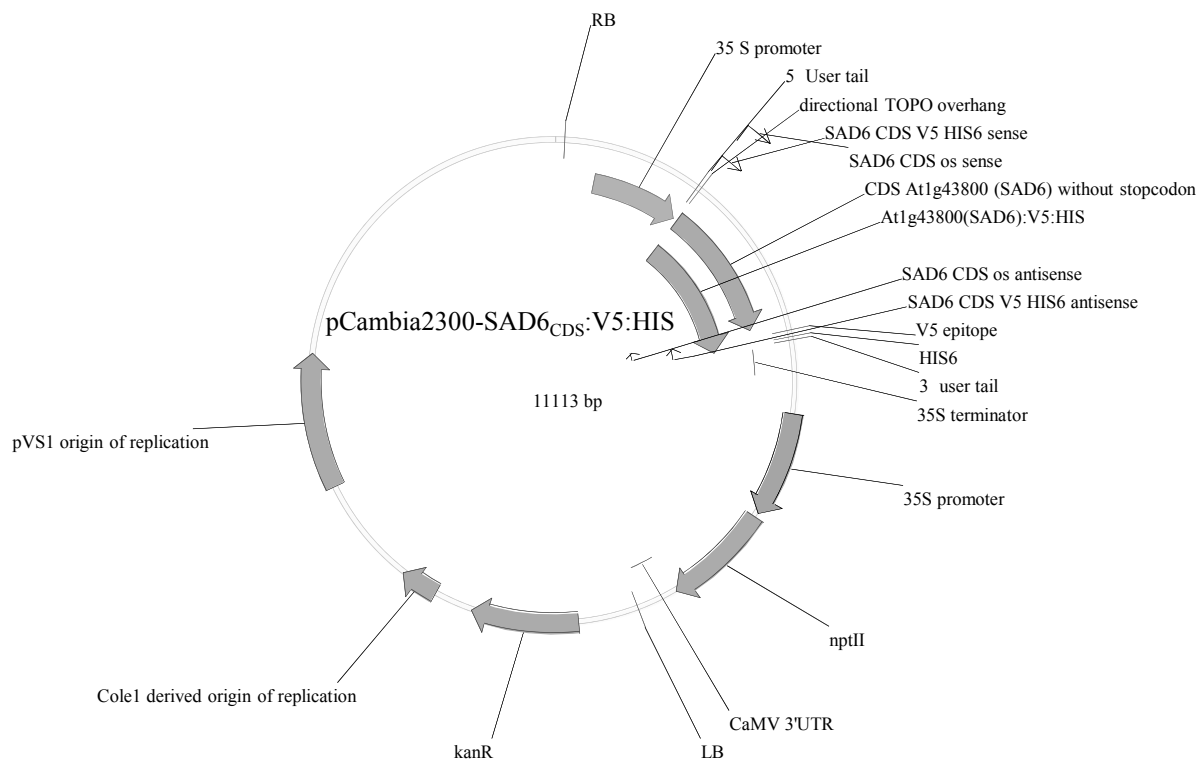 RB
35 S promoter
5 User tail
directional TOPO overhang
SAD6 CDS V5 HIS6 sense
SAD6 CDS os sense
CDS At1g43800 (SAD6) without stopcodon
At1g43800(SAD6):V5:HIS
SAD6 CDS os antisense
SAD6 CDS V5 HIS6 antisense
V5 epitope
HIS6
3 user tail
35S terminator
pCambia2300-SAD6CDS:V5:HIS
11113 bp
pVS1 origin of replication
35S promoter
nptII
Cole1 derived origin of replication
CaMV 3'UTR
kanR
LB